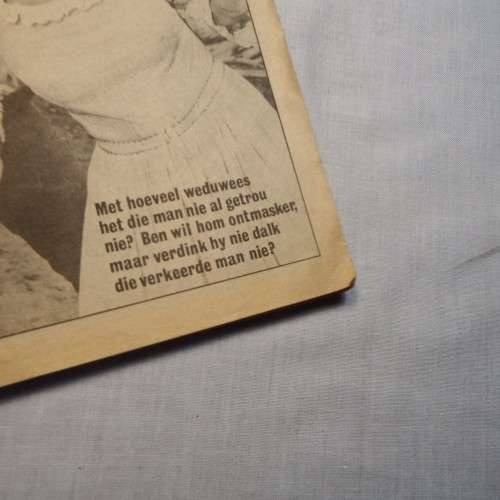 Met hoeveel weduwees
het die man nie al getrou
nie? Ben wil hom ontmasker,
maar verdink hy nie dalk
die verkeerde man nie?